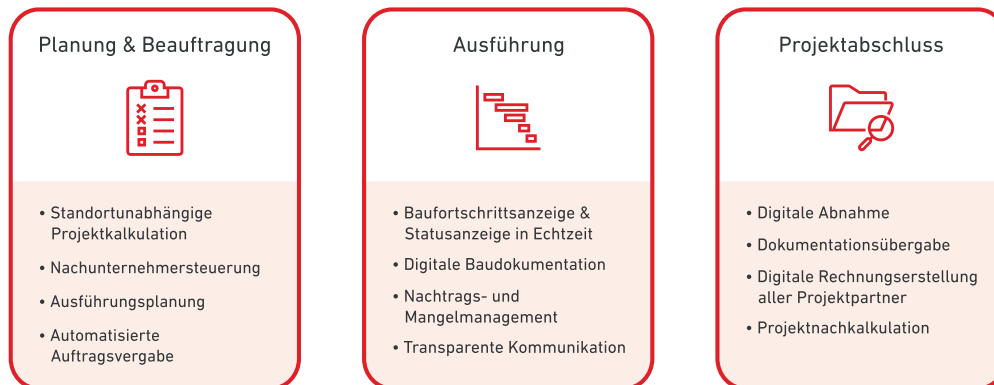 Planung & Beauftragung
• Standortunabhängige
Projektkalkulation
• Nachunternehmersteuerung
• Ausführungsplanung
• Automatisierte
Auftragsvergabe
Ausführung
• Baufortschrittsanzeige &
Statusanzeige in Echtzeit
• Digitale Baudokumentation
• Nachtrags- und
Mangelmanagement
• Transparente Kommunikation
Projektabschluss
• Digitale Abnahme
• Dokumentationsübergabe
• Digitale Rechnungserstellung
aller Projektpartner
• Projektnachkalkulation